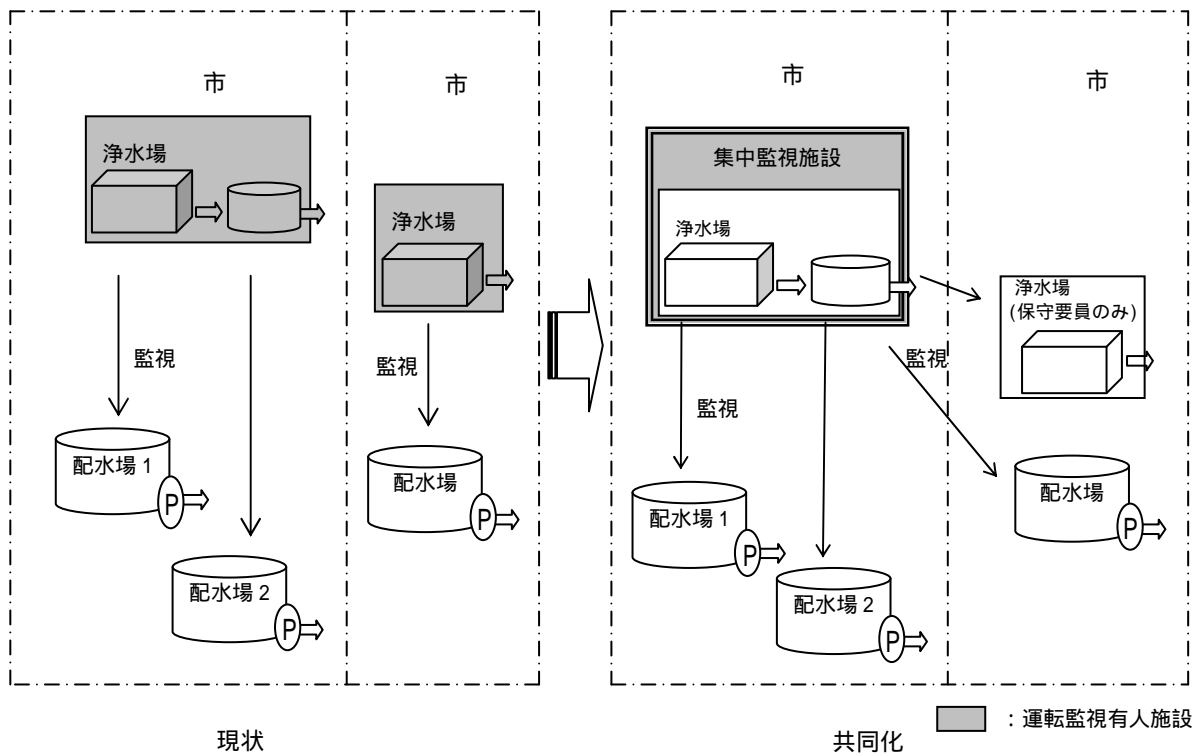 市
市
浄水場
浄水場
監視
監視
配水場 1
配水場
配水場 2
P
P
P
現状
市
市
集中監視施設
浄水場
浄水場
(保守要員のみ)
監視
監視
配水場 1
配水場
配水場 2
P
P
P
：運転監視有人施設
共同化